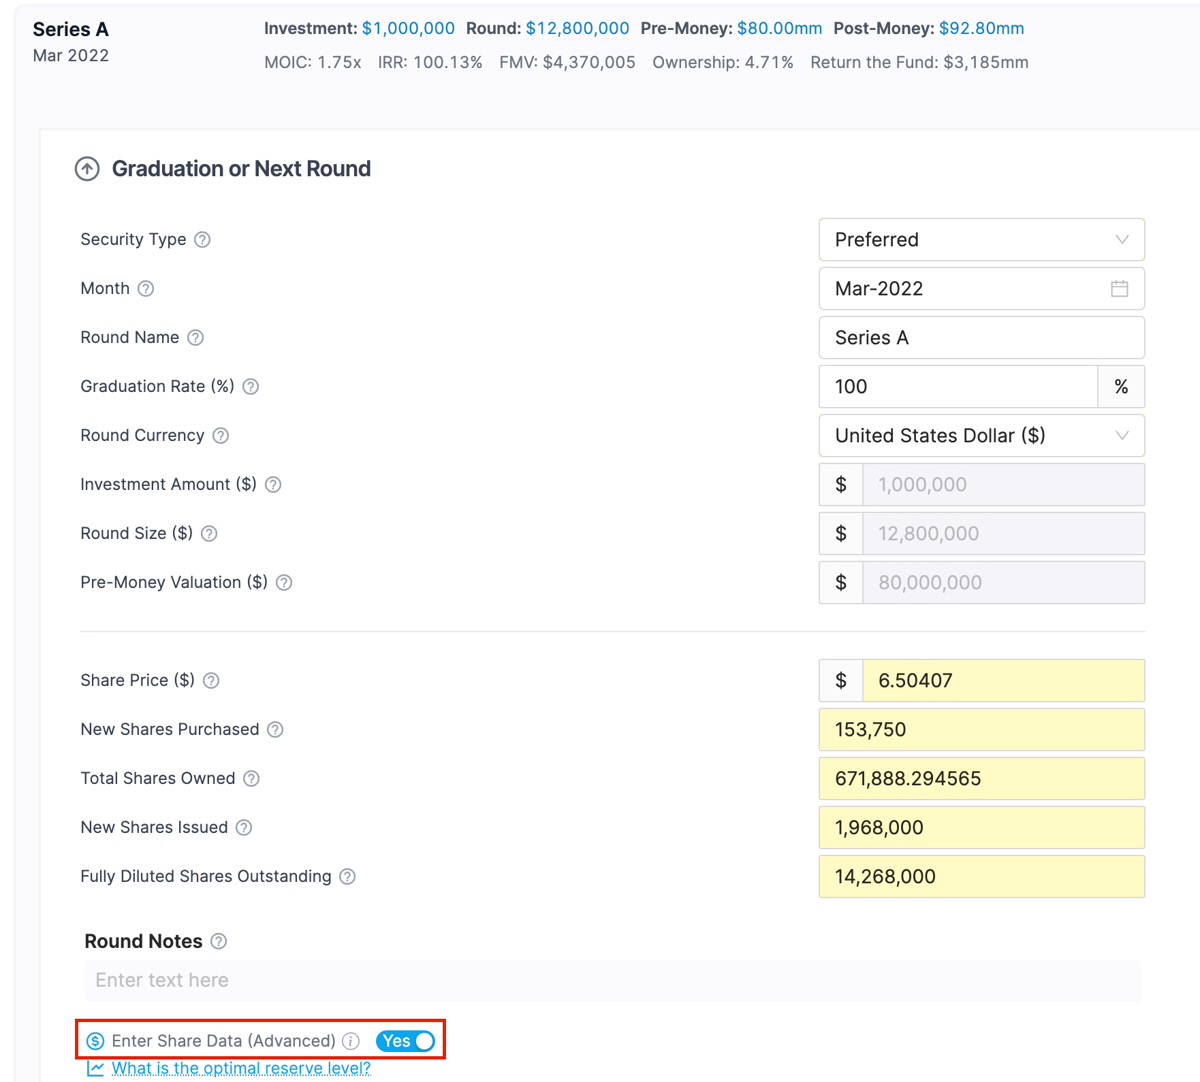 Series A
Mar 2022
Investment: $1,000,000 Round: $12,800,000 Pre-Money: $80.00mm Post-Money: $92.80mm
MOIC: 1.75x IRR: 100.13% FMV: $4,370,005 Ownership: 4.71% Return the Fund: $3,185mm
Graduation or Next Round
Security Type Preferred
Month Mar-2022
Round Name Series A
Graduation Rate (%) 100 %
Round Currency United States Dollar ($)
Investment Amount ($) $ 1,000,000
Round Size ($) $ 12,800,000
Pre-Money Valuation ($) $ 80,000,000
Share Price ($) $ 6.50407
New Shares Purchased 153,750
Total Shares Owned 671,888.294565
New Shares Issued 1,968,000
Fully Diluted Shares Outstanding 14,268,000
Round Notes
Enter text here
Enter Share Data (Advanced) Yes
What is the optimal reserve level?